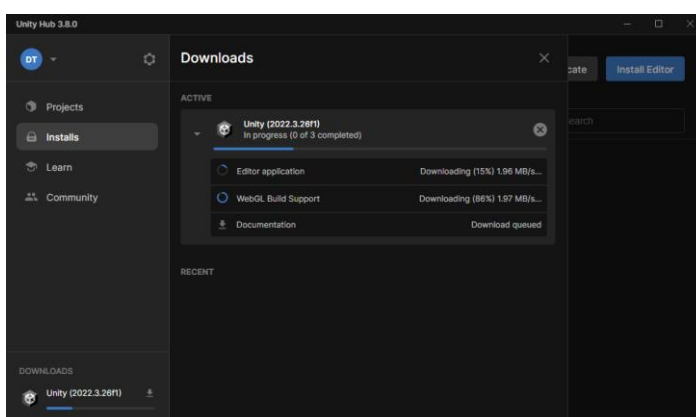 Unity Hub 3.8.0
DT
Downloads
cate
Install Editor
ACTIVE
Projects
Unity (2022.3.26f1)
In progress (0 of 3 completed)
earch
Installs
Learn
Editor application
Downloading (15%) 1.96 MB/s...
Community
WebGL Build Support
Downloading (86%) 1.97 MB/s...
Documentation
Download queued
RECENT
DOWNLOADS
Unity (2022.3.26f1)